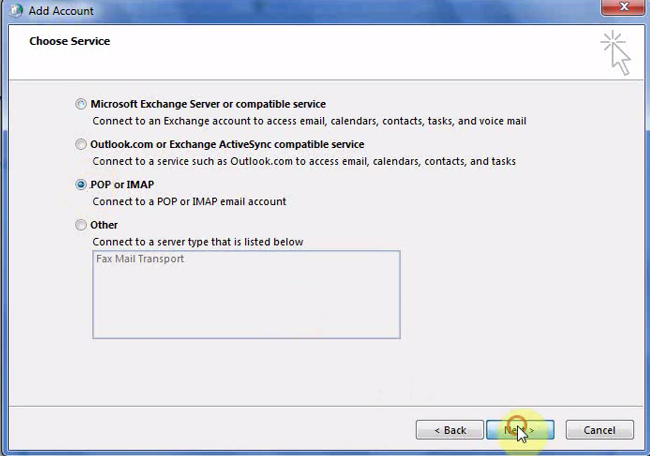 Add Account
Choose Service
Microsoft Exchange Server or compatible service
Connect to an Exchange account to access email, calendars, contacts, tasks, and voice mail
Outlook.com or Exchange ActiveSync compatible service
Connect to a service such as Outlook.com to access email, calendars, contacts, and tasks
POP or IMAP
Connect to a POP or IMAP email account
Other
Connect to a server type that is listed below
Fax Mail Transport
< Back
Next >
Cancel